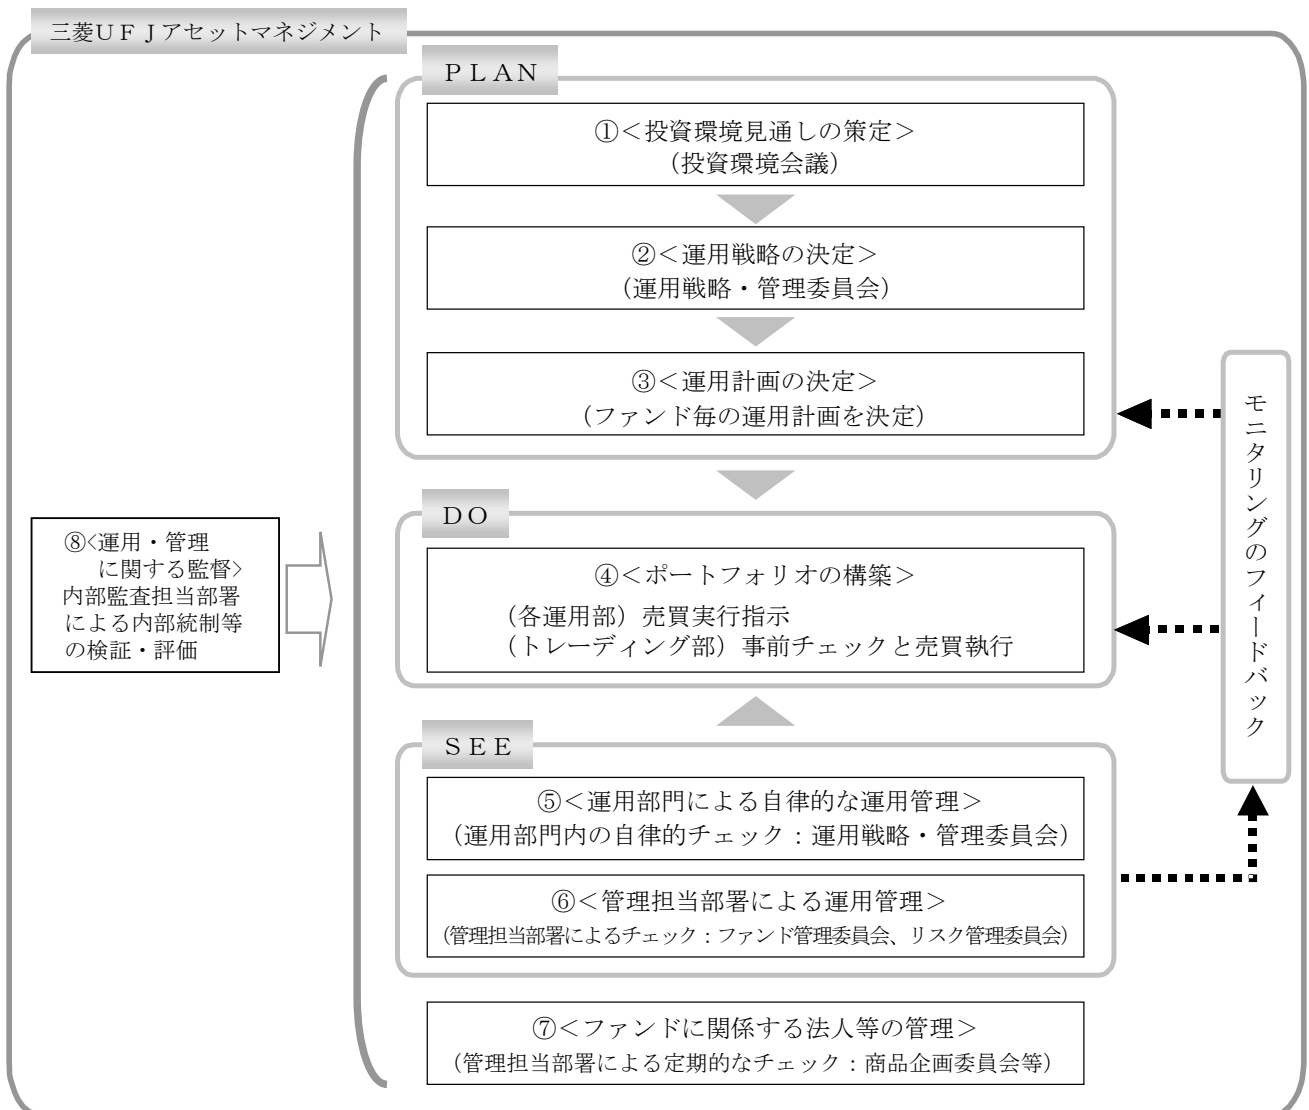 三菱ＵＦＪアセットマネジメント
ＰＬＡＮ
①＜投資環境見通しの策定＞
（投資環境会議）
②＜運用戦略の決定＞
（運用戦略・管理委員会）
③＜運用計画の決定＞
（ファンド毎の運用計画を決定）
ＤＯ
④＜ポートフォリオの構築＞
（各運用部）売買実行指示
（トレーディング部）事前チェックと売買執行
ＳＥＥ
⑤＜運用部門による自律的な運用管理＞
（運用部門内の自律的チェック：運用戦略・管理委員会）
⑥＜管理担当部署による運用管理＞
（管理担当部署によるチェック：ファンド管理委員会、リスク管理委員会）
⑦＜ファンドに関係する法人等の管理＞
（管理担当部署による定期的なチェック：商品企画委員会等）
⑧<運用・管理
に関する監督>
内部監査担当部署
による内部統制等
の検証・評価
モニタリングのフィードバック